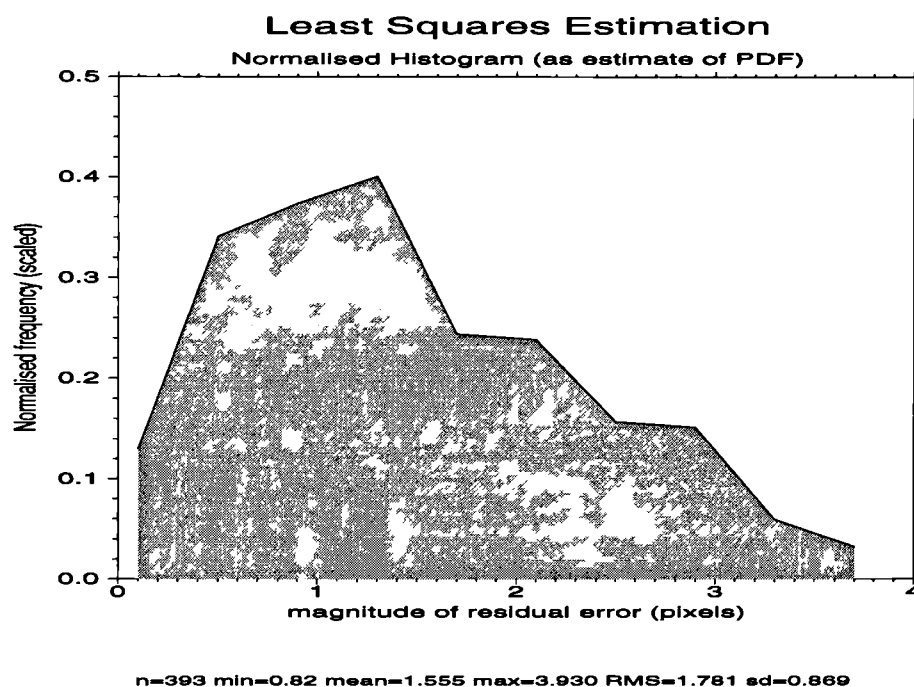 Least Squares Estimation
Normalised Histogram (as estimate of PDF)
Normalised frequency (scaled)
0.5
0.4
0.3
0.2
0.1
0.0
0 1 2 3 4
magnitude of residual error (pixels)
n=393 min=0.82 mean=1.555 max=3.930 RMS=1.781 sd=0.869